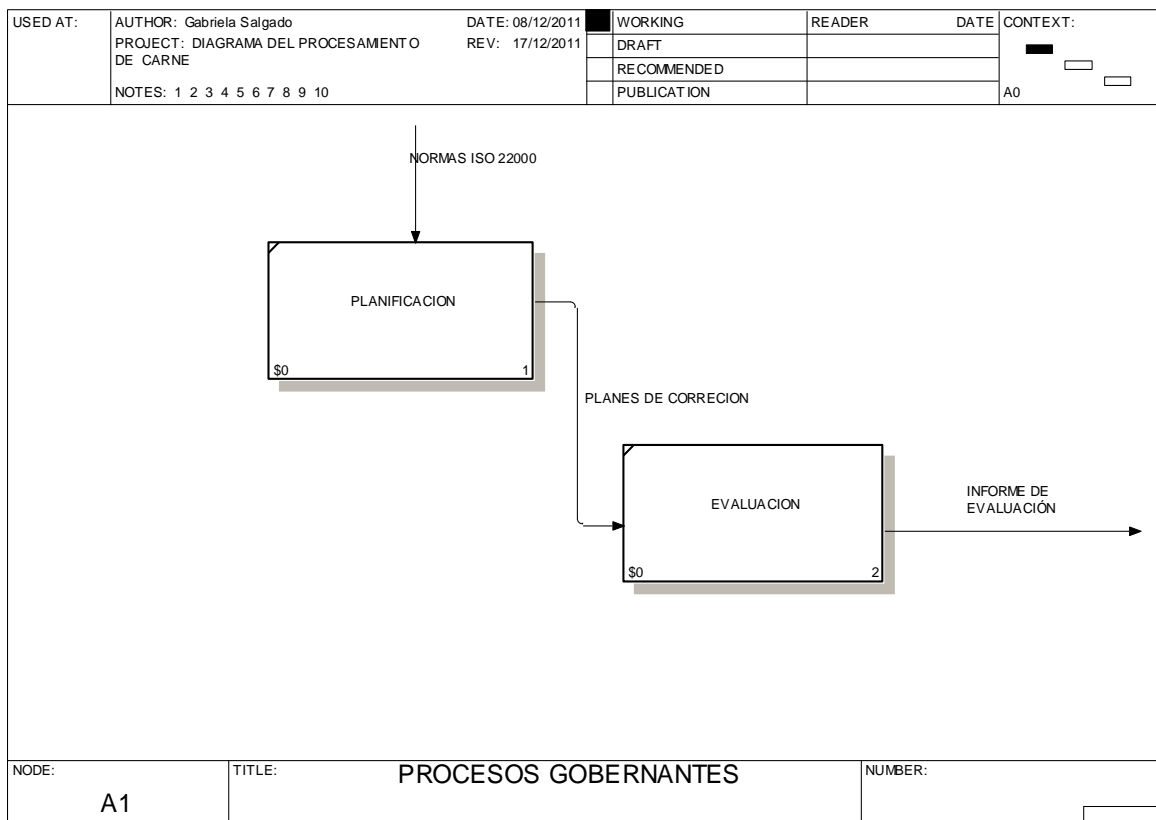 USED AT:
AUTHOR: Gabriela Salgado
DATE: 08/12/2011
PROJECT: DIAGRAMA DEL PROCESAMIENTO
DE CARNE
REV: 17/12/2011
NOTES: 1 2 3 4 5 6 7 8 9 10
WORKING
DRAFT
RECOMMENDED
PUBLICATION
READER DATE
CONTEXT:
A0
NORMAS ISO 22000
PLANIFICACION
$0 1
PLANES DE CORRECION
EVALUACION
$0 2
INFORME DE
EVALUACIÓN
NODE:
A1
TITLE:
PROCESOS GOBERNANTES
NUMBER: